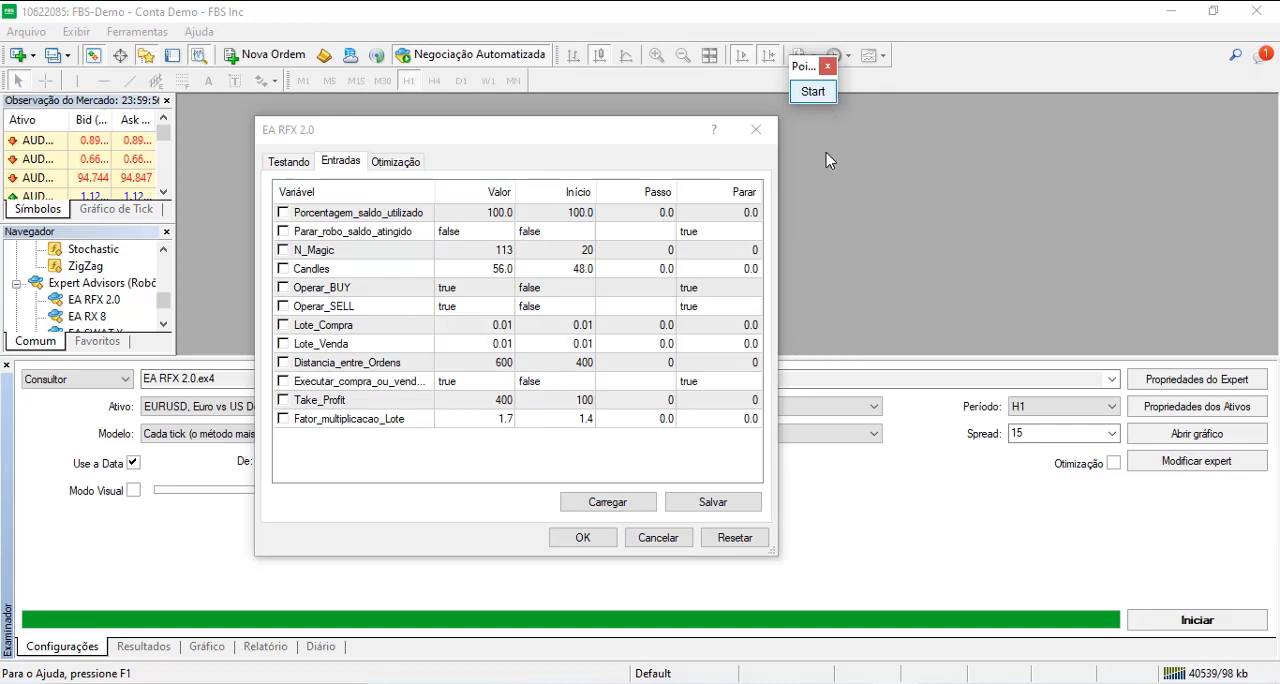 FBS 10622085: FBS-Demo - Conta Demo - FBS Inc
Arquivo Exibir Ferramentas Ajuda
Nova Ordem Negociação Automatizada 1
A T M1 M5 M15 M30 H1 H4 D1 W1 MN
Poi... x
Start
Observação do Mercado: 23:59:56 ×
Ativo Bid (... Ask ...
AUD... 0.89... 0.89...
AUD... 0.66... 0.66...
AUD... 94.744 94.847
AUD... 1.12... 1.12...
Símbolos Gráfico de Tick
Navegador ×
Stochastic
ZigZag
Expert Advisors (Robô
EA RFX 2.0
EA RX 8
Comum Favoritos
EA RFX 2.0 ?
Testando Entradas Otimização
Variável Valor Início Passo Parar
Porcentagem_saldo_utilizado 100.0 100.0 0.0 0.0
Parar_robo_saldo_atingido false false true
N_Magic 113 20 0 0
Candles 56.0 48.0 0.0 0.0
Operar_BUY true false true
Operar_SELL true false true
Lote_Compra 0.01 0.01 0.0 0.0
Lote_Venda 0.01 0.01 0.0 0.0
Distancia_entre_Ordens 600 400 0 0
Executar_compra_ou_vend... true false true
Take_Profit 400 100 0 0
Fator_multiplicacao_Lote 1.7 1.4 0.0 0.0
Carregar Salvar
OK Cancelar Resetar
Consultor EA RFX 2.0.ex4 Propriedades do Expert
Ativo: EURUSD, Euro vs US D Período: H1 Propriedades dos Ativos
Modelo: Cada tick (o método mais Spread: 15 Abrir gráfico
Use a Data De: Otimização Modificar expert
Modo Visual
Iniciar
Examinador
Configurações Resultados Gráfico Relatório Diário
Para o Ajuda, pressione F1 Default 40539/98 kb